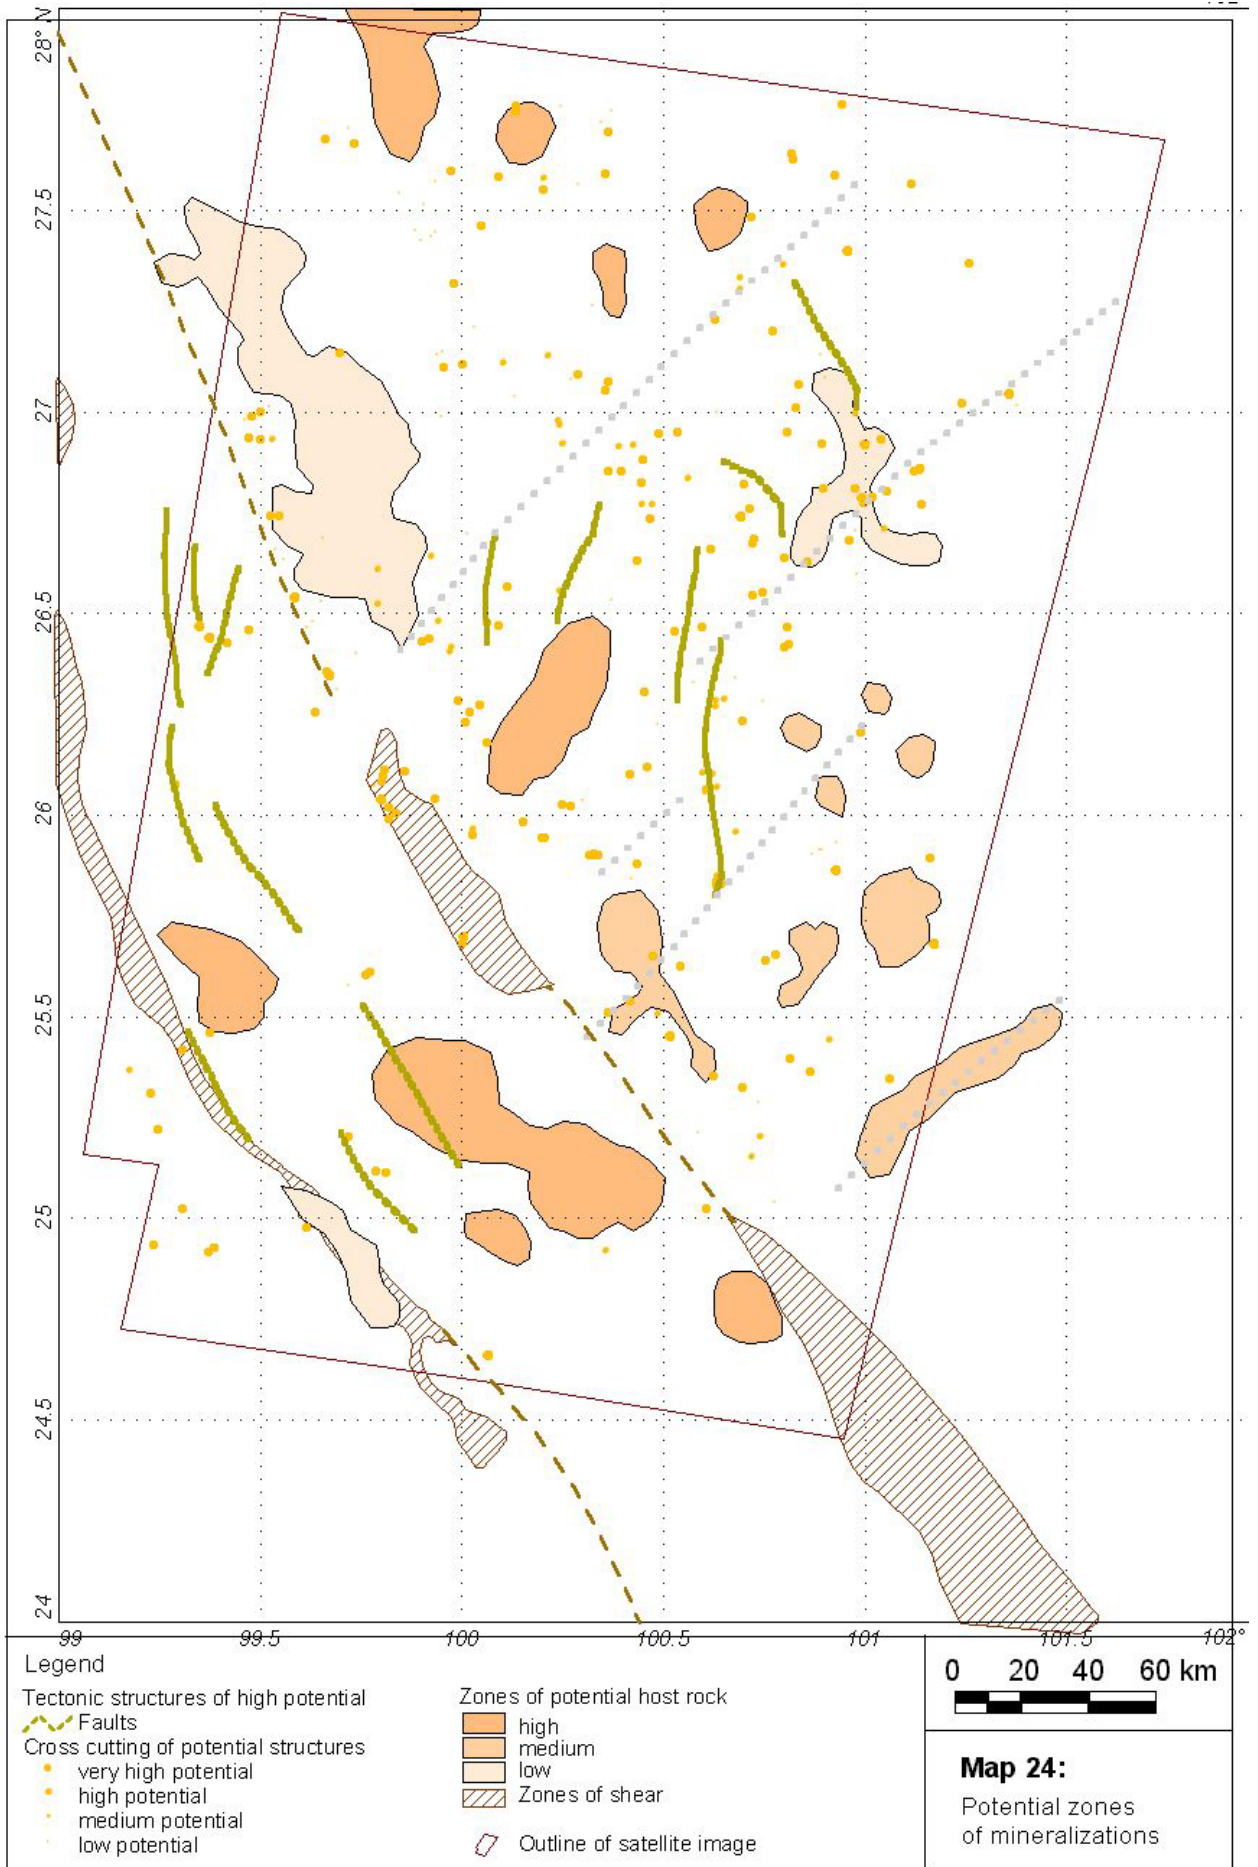 28° N
27.5
27
26.5
26
25.5
25
24.5
24
99 99.5 100 100.5 101 101.5 102°
Legend
Tectonic structures of high potential
Faults
Cross cutting of potential structures
very high potential
high potential
medium potential
low potential
Zones of potential host rock
high
medium
low
Zones of shear
Outline of satellite image
0 20 40 60 km
Map 24:
Potential zones
of mineralizations